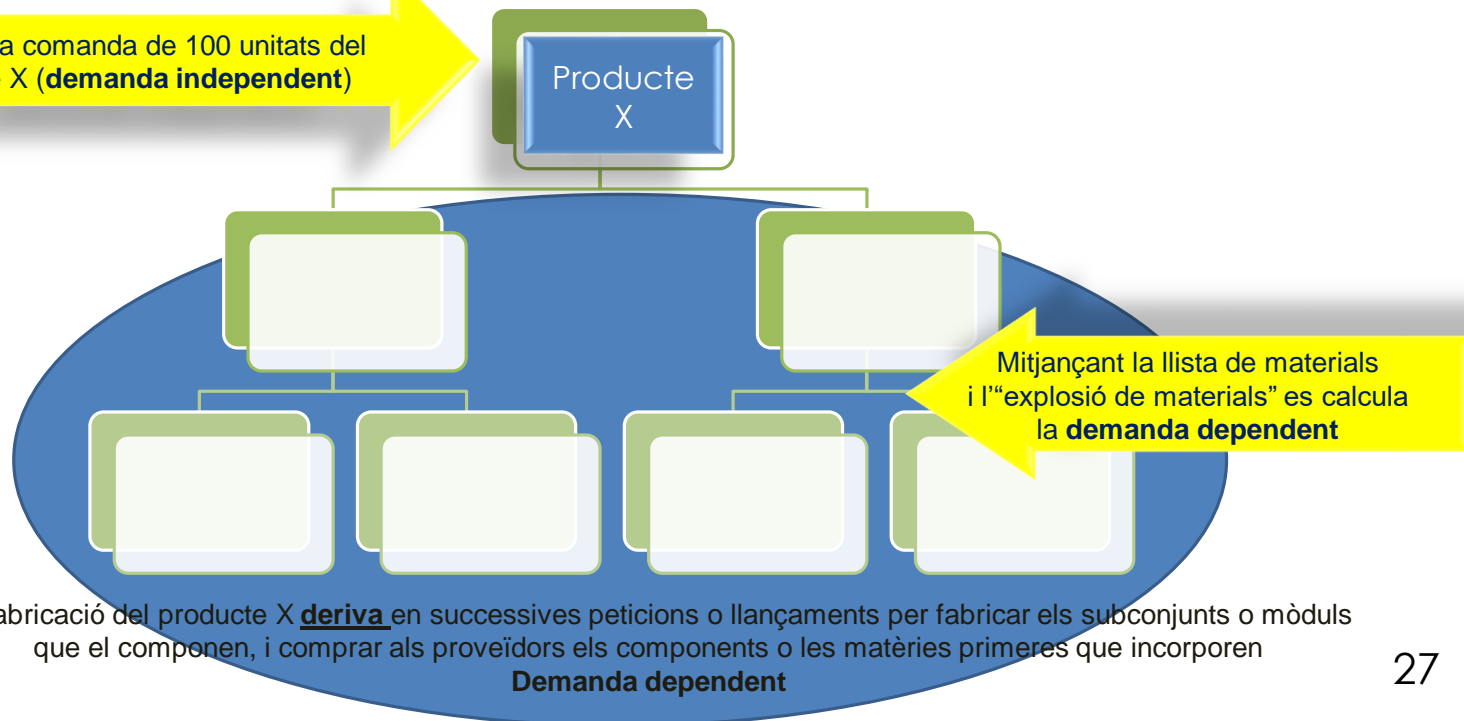 a comanda de 100 unitats del
X (demanda independent)
Producte
X
Mitjançant la llista de materials
i l'“explosió de materials” es calcula
la demanda dependent
abricació del producte X deriva en successives peticions o llançaments per fabricar els subconjunts o mòduls
que el componen, i comprar als proveïdors els components o les matèries primeres que incorporen
Demanda dependent
27